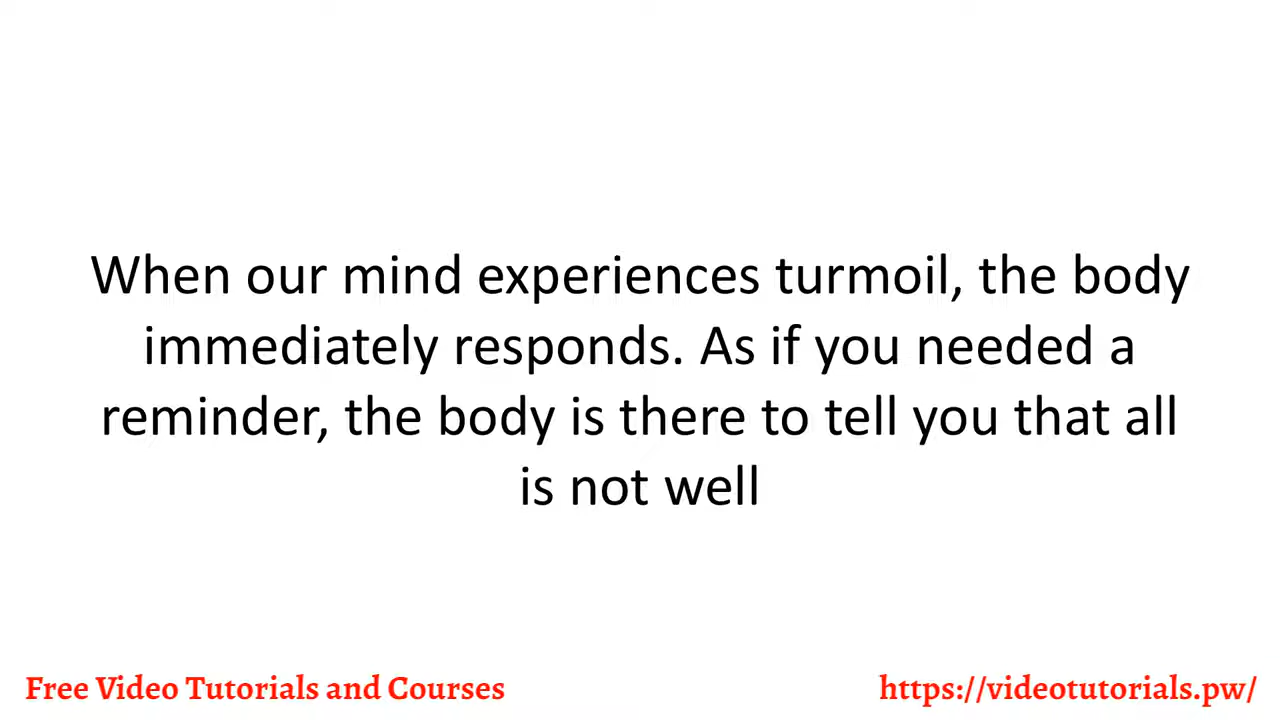 When our mind experiences turmoil, the body
immediately responds. As if you needed a
reminder, the body is there to tell you that all
is not well
Free Video Tutorials and Courses
https://videotutorials.pw/